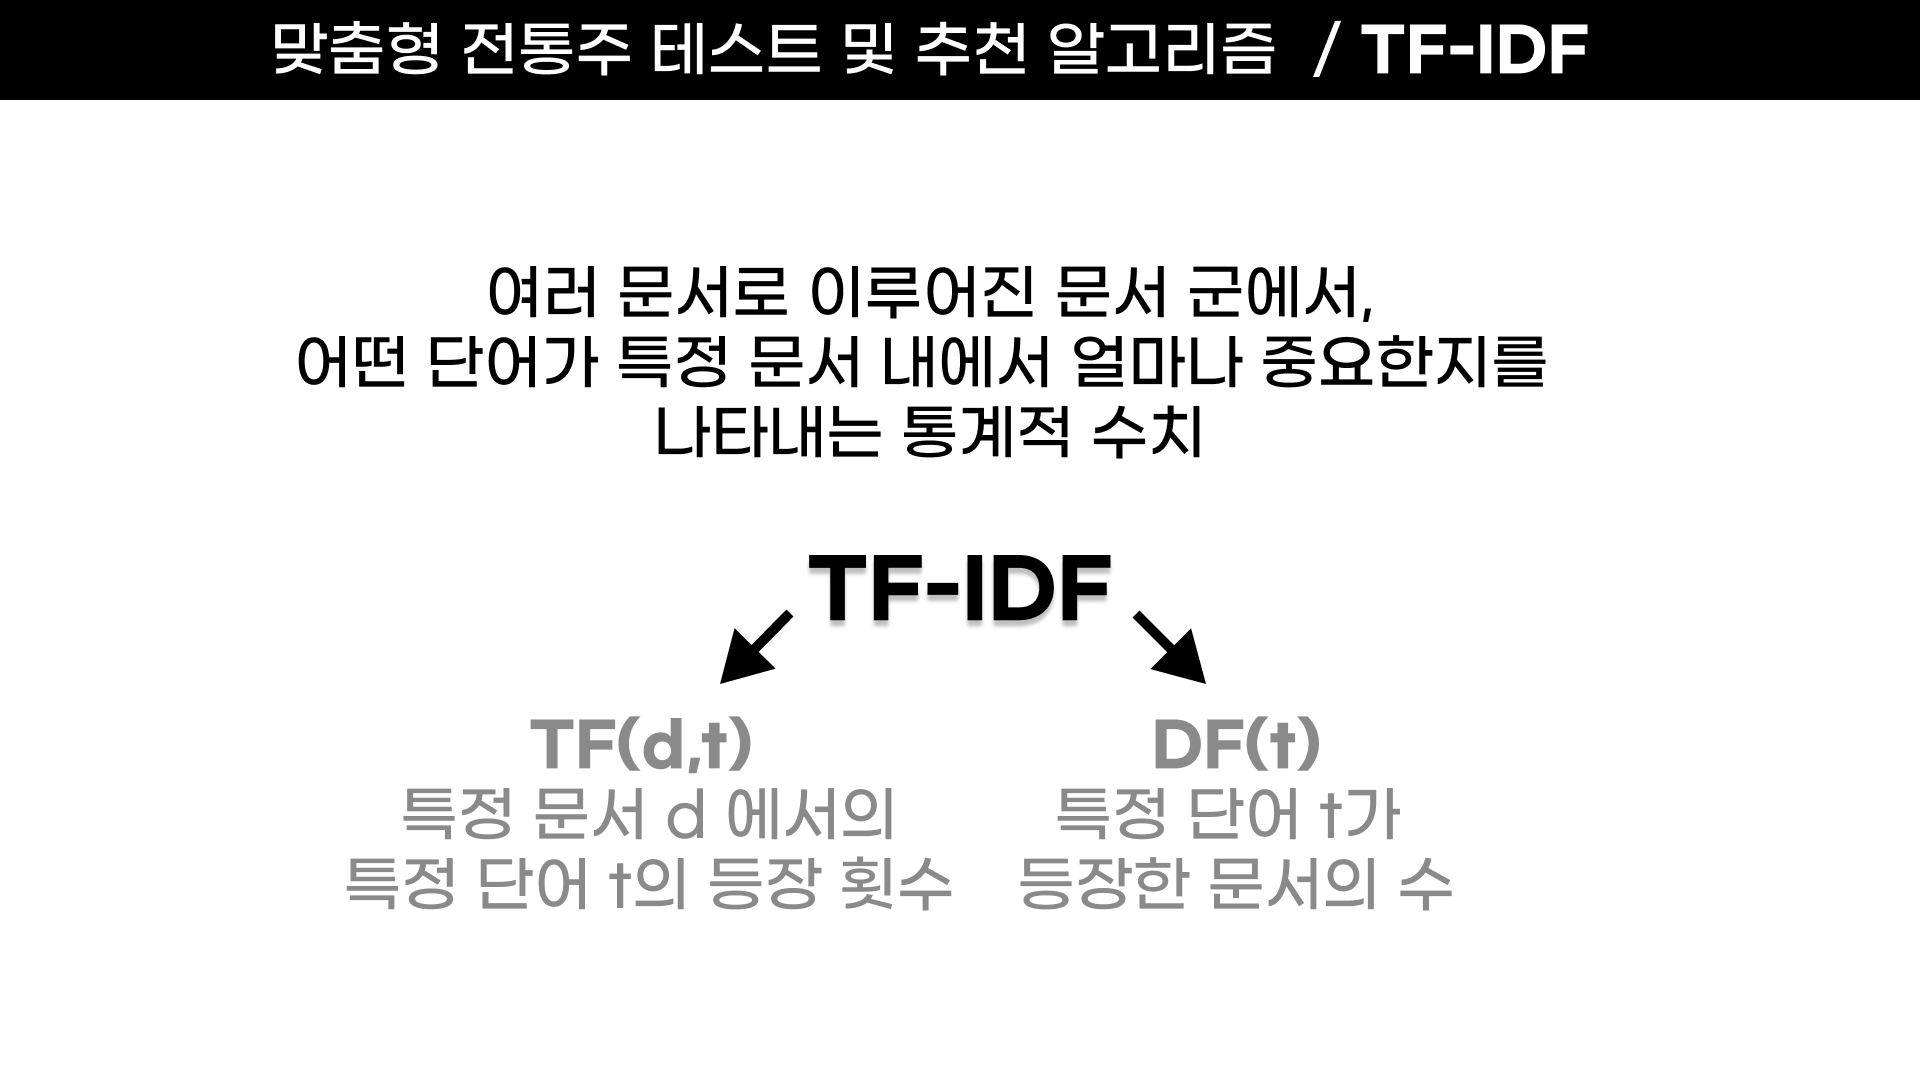 맞춤형 전통주 테스트 및 추천 알고리즘 / TF-IDF
여러 문서로 이루어진 문서 군에서,
어떤 단어가 특정 문서 내에서 얼마나 중요한지를
나타내는 통계적 수치
TF-IDF
TF(d,t)
특정 문서 d 에서의
특정 단어 t의 등장 횟수
DF(t)
특정 단어 t가
등장한 문서의 수